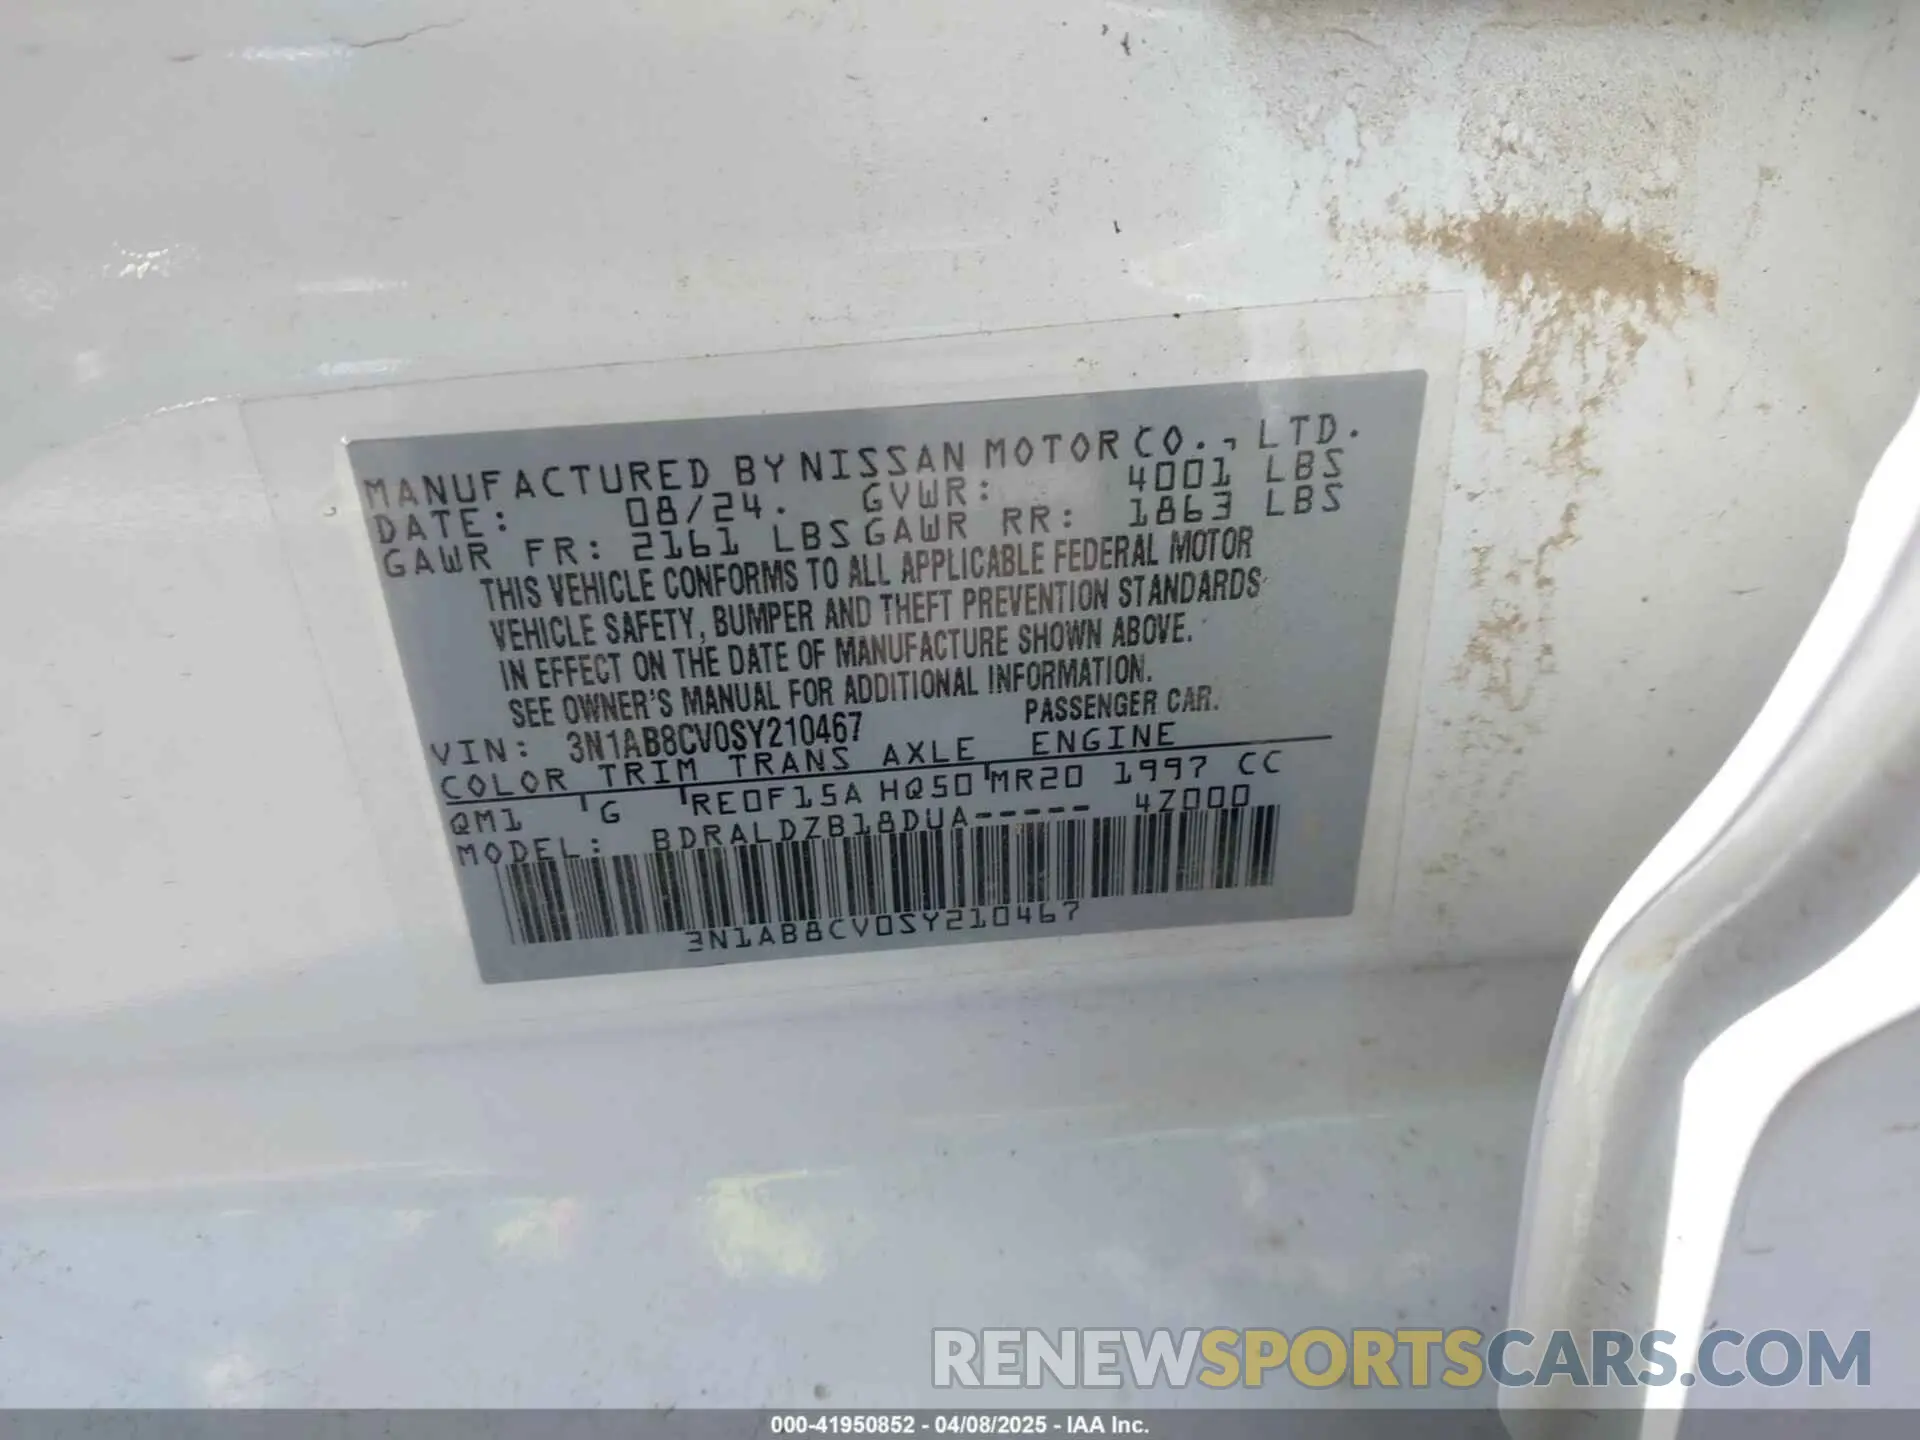 MANUFACTURED BY NISSAN MOTOR CO., LTD.
DATE: 08/24. GVWR: 4001 LBS
GAWR FR: 2161 LBS GAWR RR: 1863 LBS
THIS VEHICLE CONFORMS TO ALL APPLICABLE FEDERAL MOTOR
VEHICLE SAFETY, BUMPER AND THEFT PREVENTION STANDARDS
IN EFFECT ON THE DATE OF MANUFACTURE SHOWN ABOVE.
SEE OWNER'S MANUAL FOR ADDITIONAL INFORMATION.
VIN: 3N1AB8CV0SY210467 PASSENGER CAR.
COLOR TRIM TRANS AXLE ENGINE
QM1 G RE0F15A HQ50 MR20 1997 CC
MODEL: BDRALDZB18DUA----- 4Z000
3N1AB8CV0SY210467
RENEWSPORTSCARS.COM
000-41950852 - 04/08/2025 - IAA Inc.